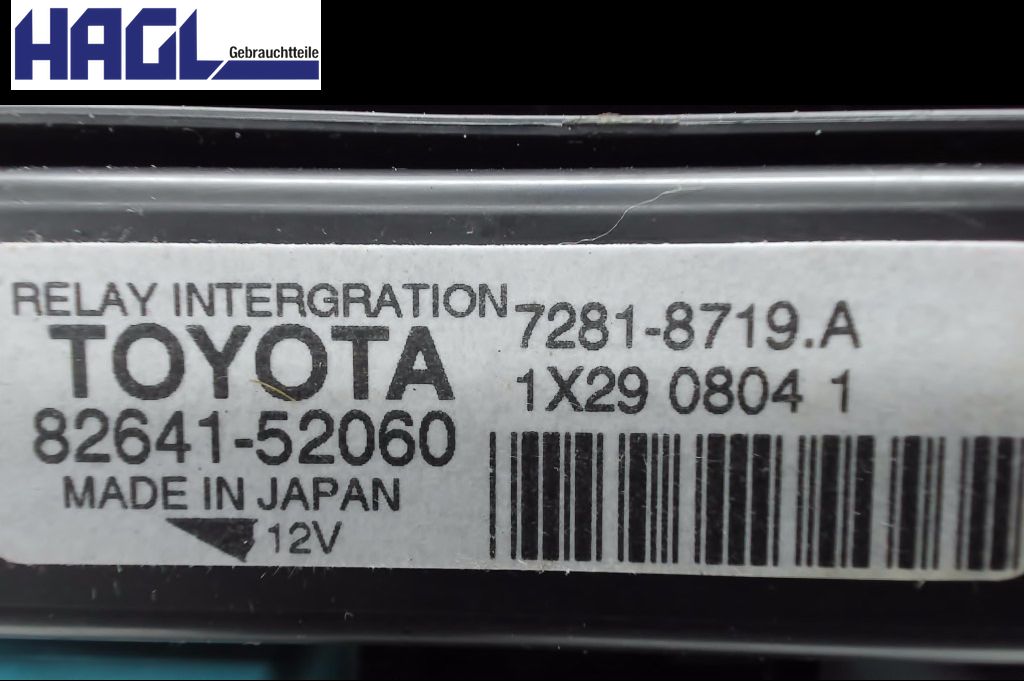 HAGL
Gebrauchtteile
RELAY INTERGRATION
TOYOTA
82641-52060
MADE IN JAPAN
12V
7281-8719.A
1X29 0804 1